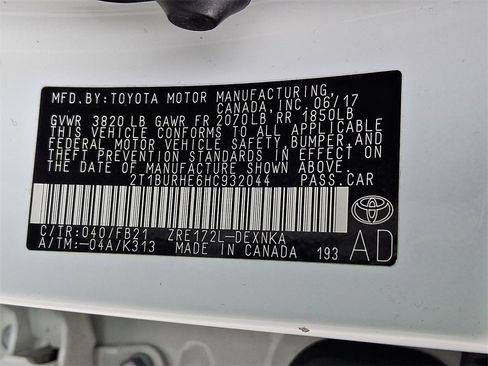 MFD.BY:TOYOTA MOTOR MANUFACTURING
CANADA,INC. 06/17
GVWR 3820 LB GAWR FR 2070LB RR 1850LB
THIS VEHICLE CONFORMS TO ALL APPLICABLE
FEDERAL MOTOR VEHICLE SAFETY,BUMPER, AND
THEFT PREVENTION STANDARDS IN EFFECT ON
THE DATE OF MANUFACTURE SHOWN ABOVE.
2T1BURHE6HC932044 PASS.CAR
C/TR:040/FB21 ZRE172L-DEXNKA
A/TM:-04A/K313 MADE IN CANADA 193 AD